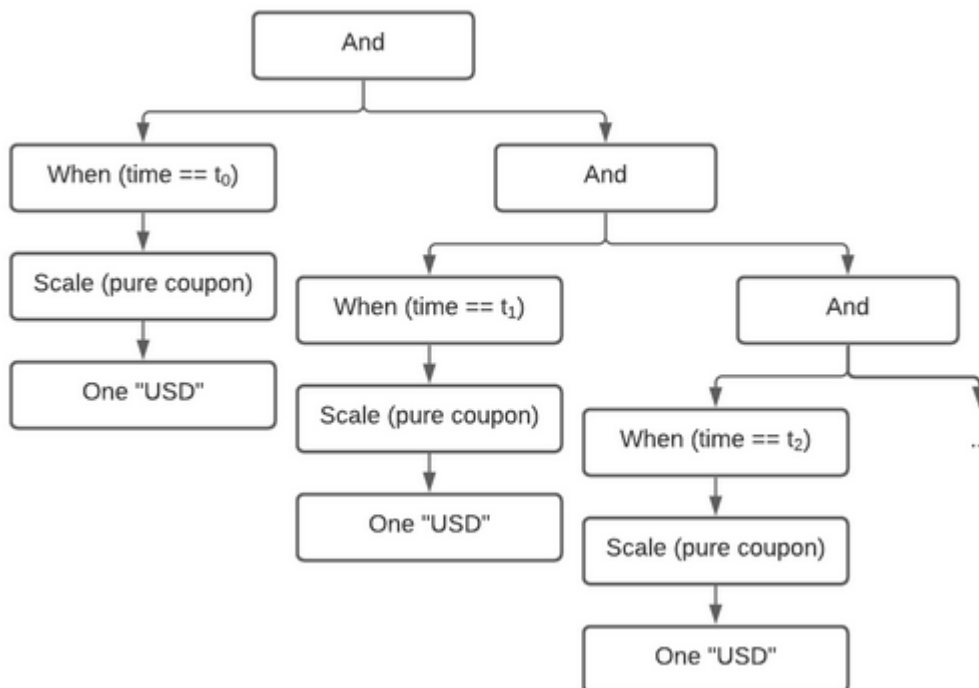 And
When (time == t₀)
And
Scale (pure coupon)
When (time == t₁)
And
One "USD"
Scale (pure coupon)
When (time == t₂)
..
One "USD"
Scale (pure coupon)
One "USD"